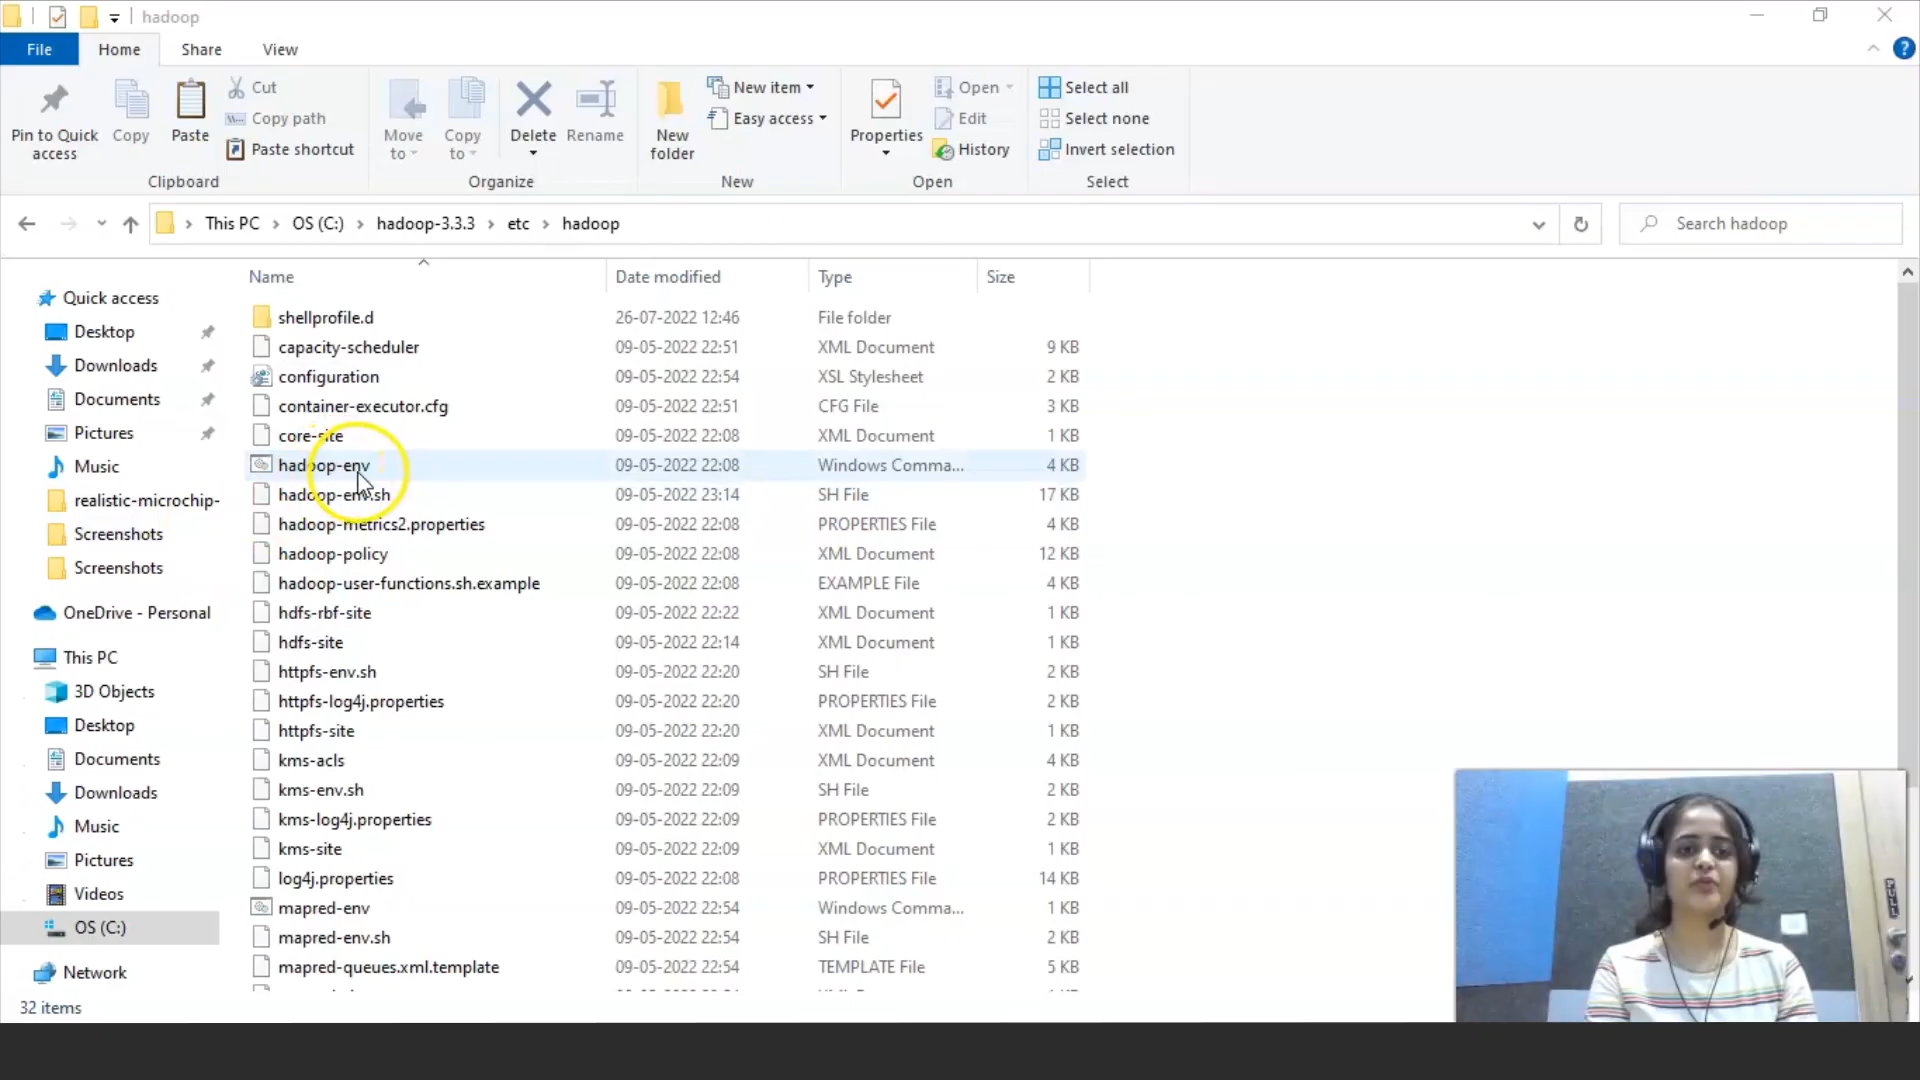 hadoop
File Home Share View
Pin to Quick access
Copy
Paste
Cut
Copy path
Paste shortcut
Clipboard
Move to
Copy to
Delete
Rename
Organize
New folder
New item
Easy access
New
Properties
Open
Edit
History
Open
Select all
Select none
Invert selection
Select
This PC > OS (C:) > hadoop-3.3.3 > etc > hadoop
Search hadoop
Quick access
Desktop
Downloads
Documents
Pictures
Music
realistic-microchip-
Screenshots
Screenshots
OneDrive - Personal
This PC
3D Objects
Desktop
Documents
Downloads
Music
Pictures
Videos
OS (C:)
Network
Name Date modified Type Size
shellprofile.d 26-07-2022 12:46 File folder
capacity-scheduler 09-05-2022 22:51 XML Document 9 KB
configuration 09-05-2022 22:54 XSL Stylesheet 2 KB
container-executor.cfg 09-05-2022 22:51 CFG File 3 KB
core-site 09-05-2022 22:08 XML Document 1 KB
hadoop-env 09-05-2022 22:08 Windows Comma... 4 KB
hadoop-env.sh 09-05-2022 23:14 SH File 17 KB
hadoop-metrics2.properties 09-05-2022 22:08 PROPERTIES File 4 KB
hadoop-policy 09-05-2022 22:08 XML Document 12 KB
hadoop-user-functions.sh.example 09-05-2022 22:08 EXAMPLE File 4 KB
hdfs-rbf-site 09-05-2022 22:22 XML Document 1 KB
hdfs-site 09-05-2022 22:14 XML Document 1 KB
httpfs-env.sh 09-05-2022 22:20 SH File 2 KB
httpfs-log4j.properties 09-05-2022 22:20 PROPERTIES File 2 KB
httpfs-site 09-05-2022 22:20 XML Document 1 KB
kms-acls 09-05-2022 22:09 XML Document 4 KB
kms-env.sh 09-05-2022 22:09 SH File 2 KB
kms-log4j.properties 09-05-2022 22:09 PROPERTIES File 2 KB
kms-site 09-05-2022 22:09 XML Document 1 KB
log4j.properties 09-05-2022 22:08 PROPERTIES File 14 KB
mapred-env 09-05-2022 22:54 Windows Comma... 1 KB
mapred-env.sh 09-05-2022 22:54 SH File 2 KB
mapred-queues.xml.template 09-05-2022 22:54 TEMPLATE File 5 KB
32 items